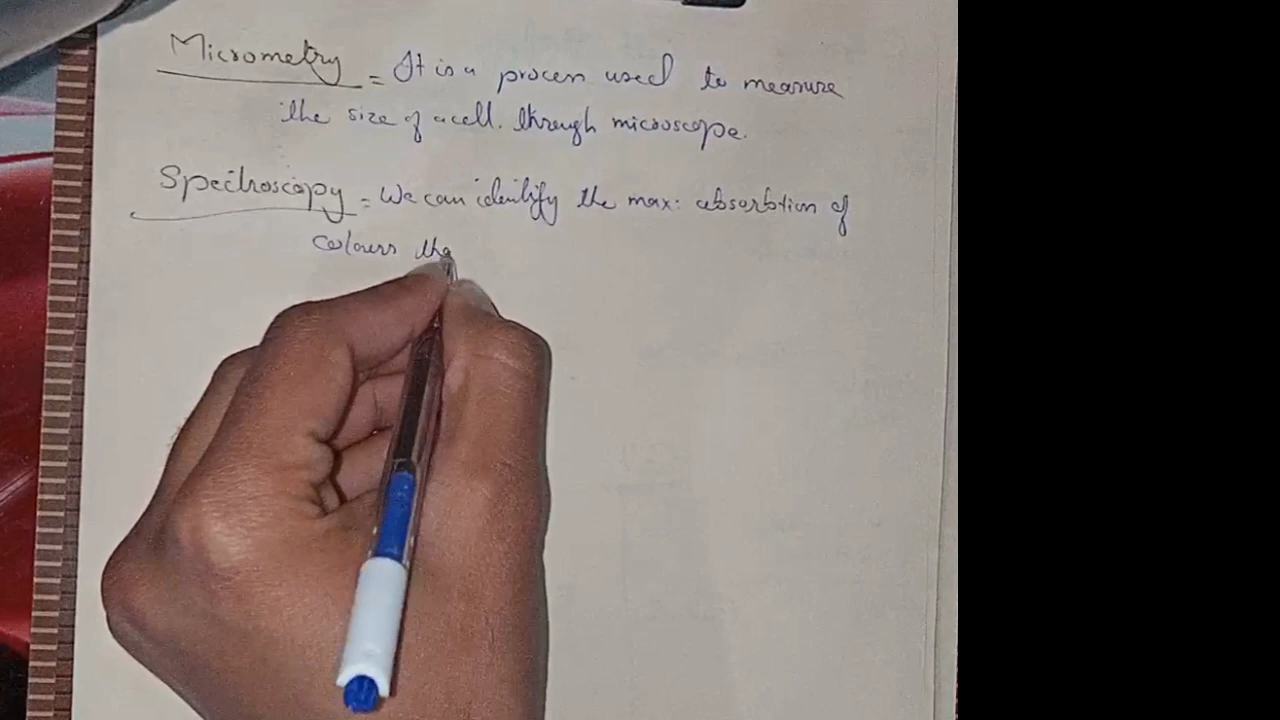 Micrometry = It is a process used to measure
the size of a cell. through microscope.
Spectroscopy = We can identify the max: absorbtion of
colours tha